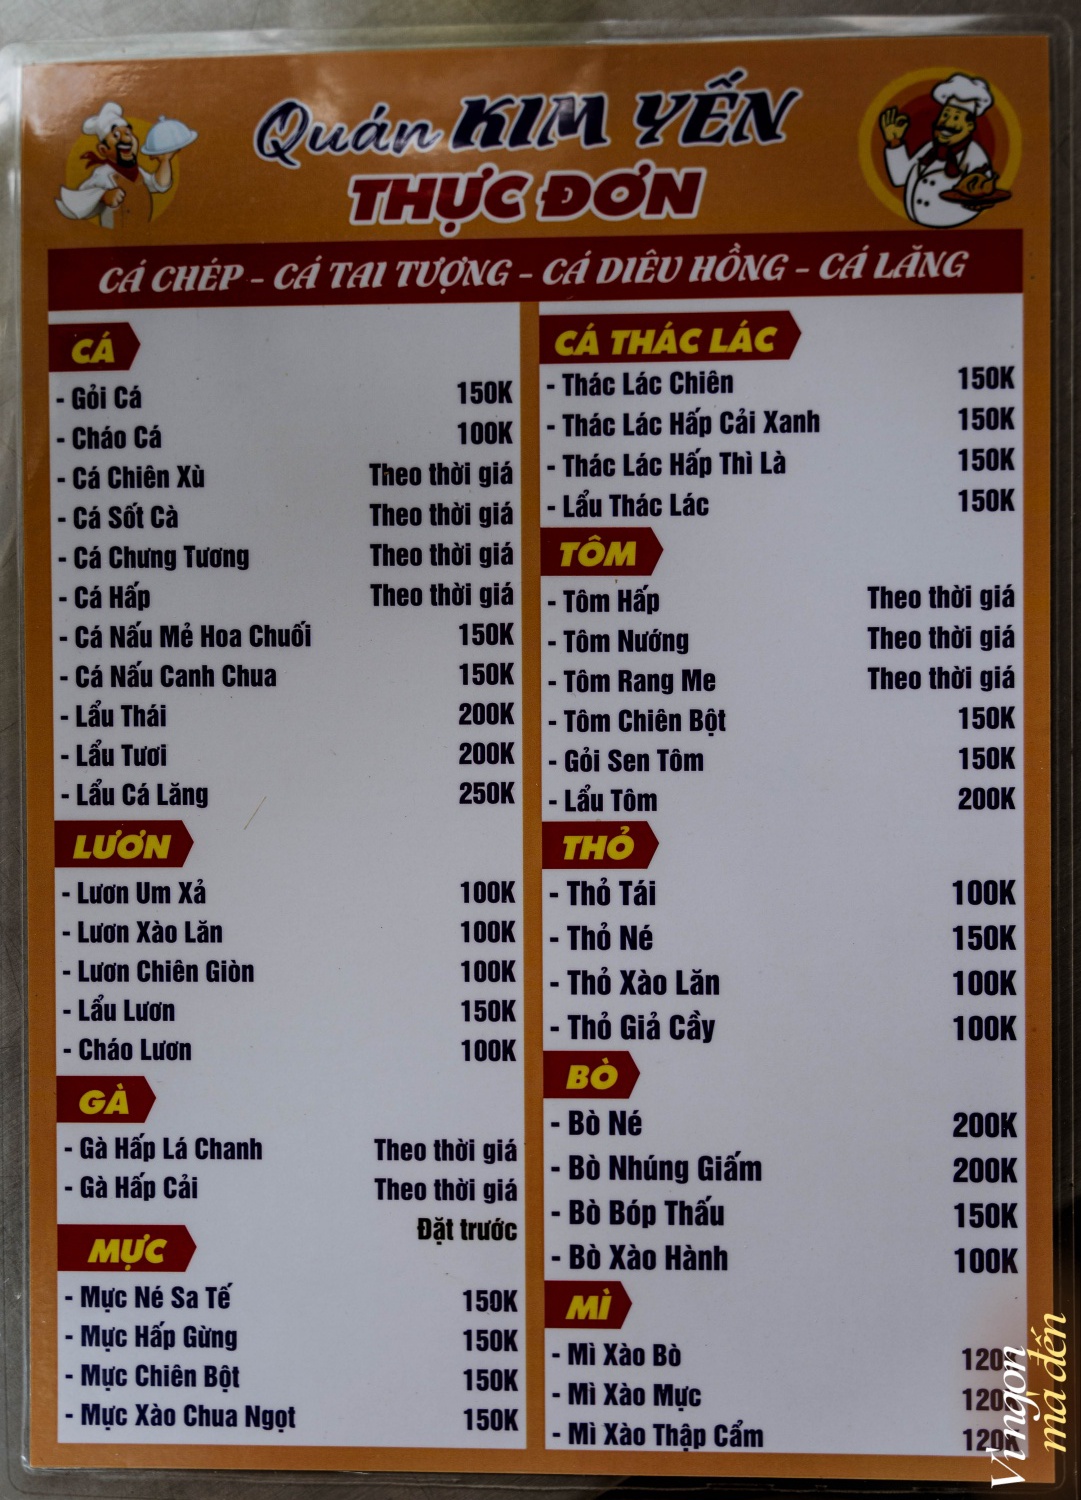 Quán KIM YẾN
THỰC ĐƠN
CÁ CHÉP - CÁ TAI TƯỢNG - CÁ DIÊU HỒNG - CÁ LĂNG
CÁ
- Gỏi Cá 150K
- Cháo Cá 100K
- Cá Chiên Xù Theo thời giá
- Cá Sốt Cà Theo thời giá
- Cá Chưng Tương Theo thời giá
- Cá Hấp Theo thời giá
- Cá Nấu Mẻ Hoa Chuối 150K
- Cá Nấu Canh Chua 150K
- Lẩu Thái 200K
- Lẩu Tươi 200K
- Lẩu Cá Lăng 250K
LƯƠN
- Lươn Um Xả 100K
- Lươn Xào Lăn 100K
- Lươn Chiên Giòn 100K
- Lẩu Lươn 150K
- Cháo Lươn 100K
GÀ
- Gà Hấp Lá Chanh Theo thời giá
- Gà Hấp Cải Theo thời giá
Đặt trước
MỰC
- Mực Né Sa Tế 150K
- Mực Hấp Gừng 150K
- Mực Chiên Bột 150K
- Mực Xào Chua Ngọt 150K
CÁ THÁC LÁC
- Thác Lác Chiên 150K
- Thác Lác Hấp Cải Xanh 150K
- Thác Lác Hấp Thì Là 150K
- Lẩu Thác Lác 150K
TÔM
- Tôm Hấp Theo thời giá
- Tôm Nướng Theo thời giá
- Tôm Rang Me Theo thời giá
- Tôm Chiên Bột 150K
- Gỏi Sen Tôm 150K
- Lẩu Tôm 200K
THỎ
- Thỏ Tái 100K
- Thỏ Né 150K
- Thỏ Xào Lăn 100K
- Thỏ Giả Cầy 100K
BÒ
- Bò Né 200K
- Bò Nhúng Giấm 200K
- Bò Bóp Thấu 150K
- Bò Xào Hành 100K
MÌ
- Mì Xào Bò 120K
- Mì Xào Mực 120K
- Mì Xào Thập Cẩm 120K
Vì ngon
mà đến